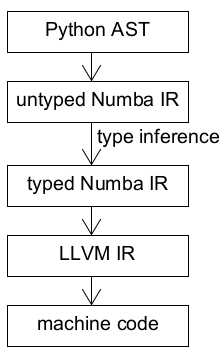 Python AST
untyped Numba IR
type inference
typed Numba IR
LLVM IR
machine code